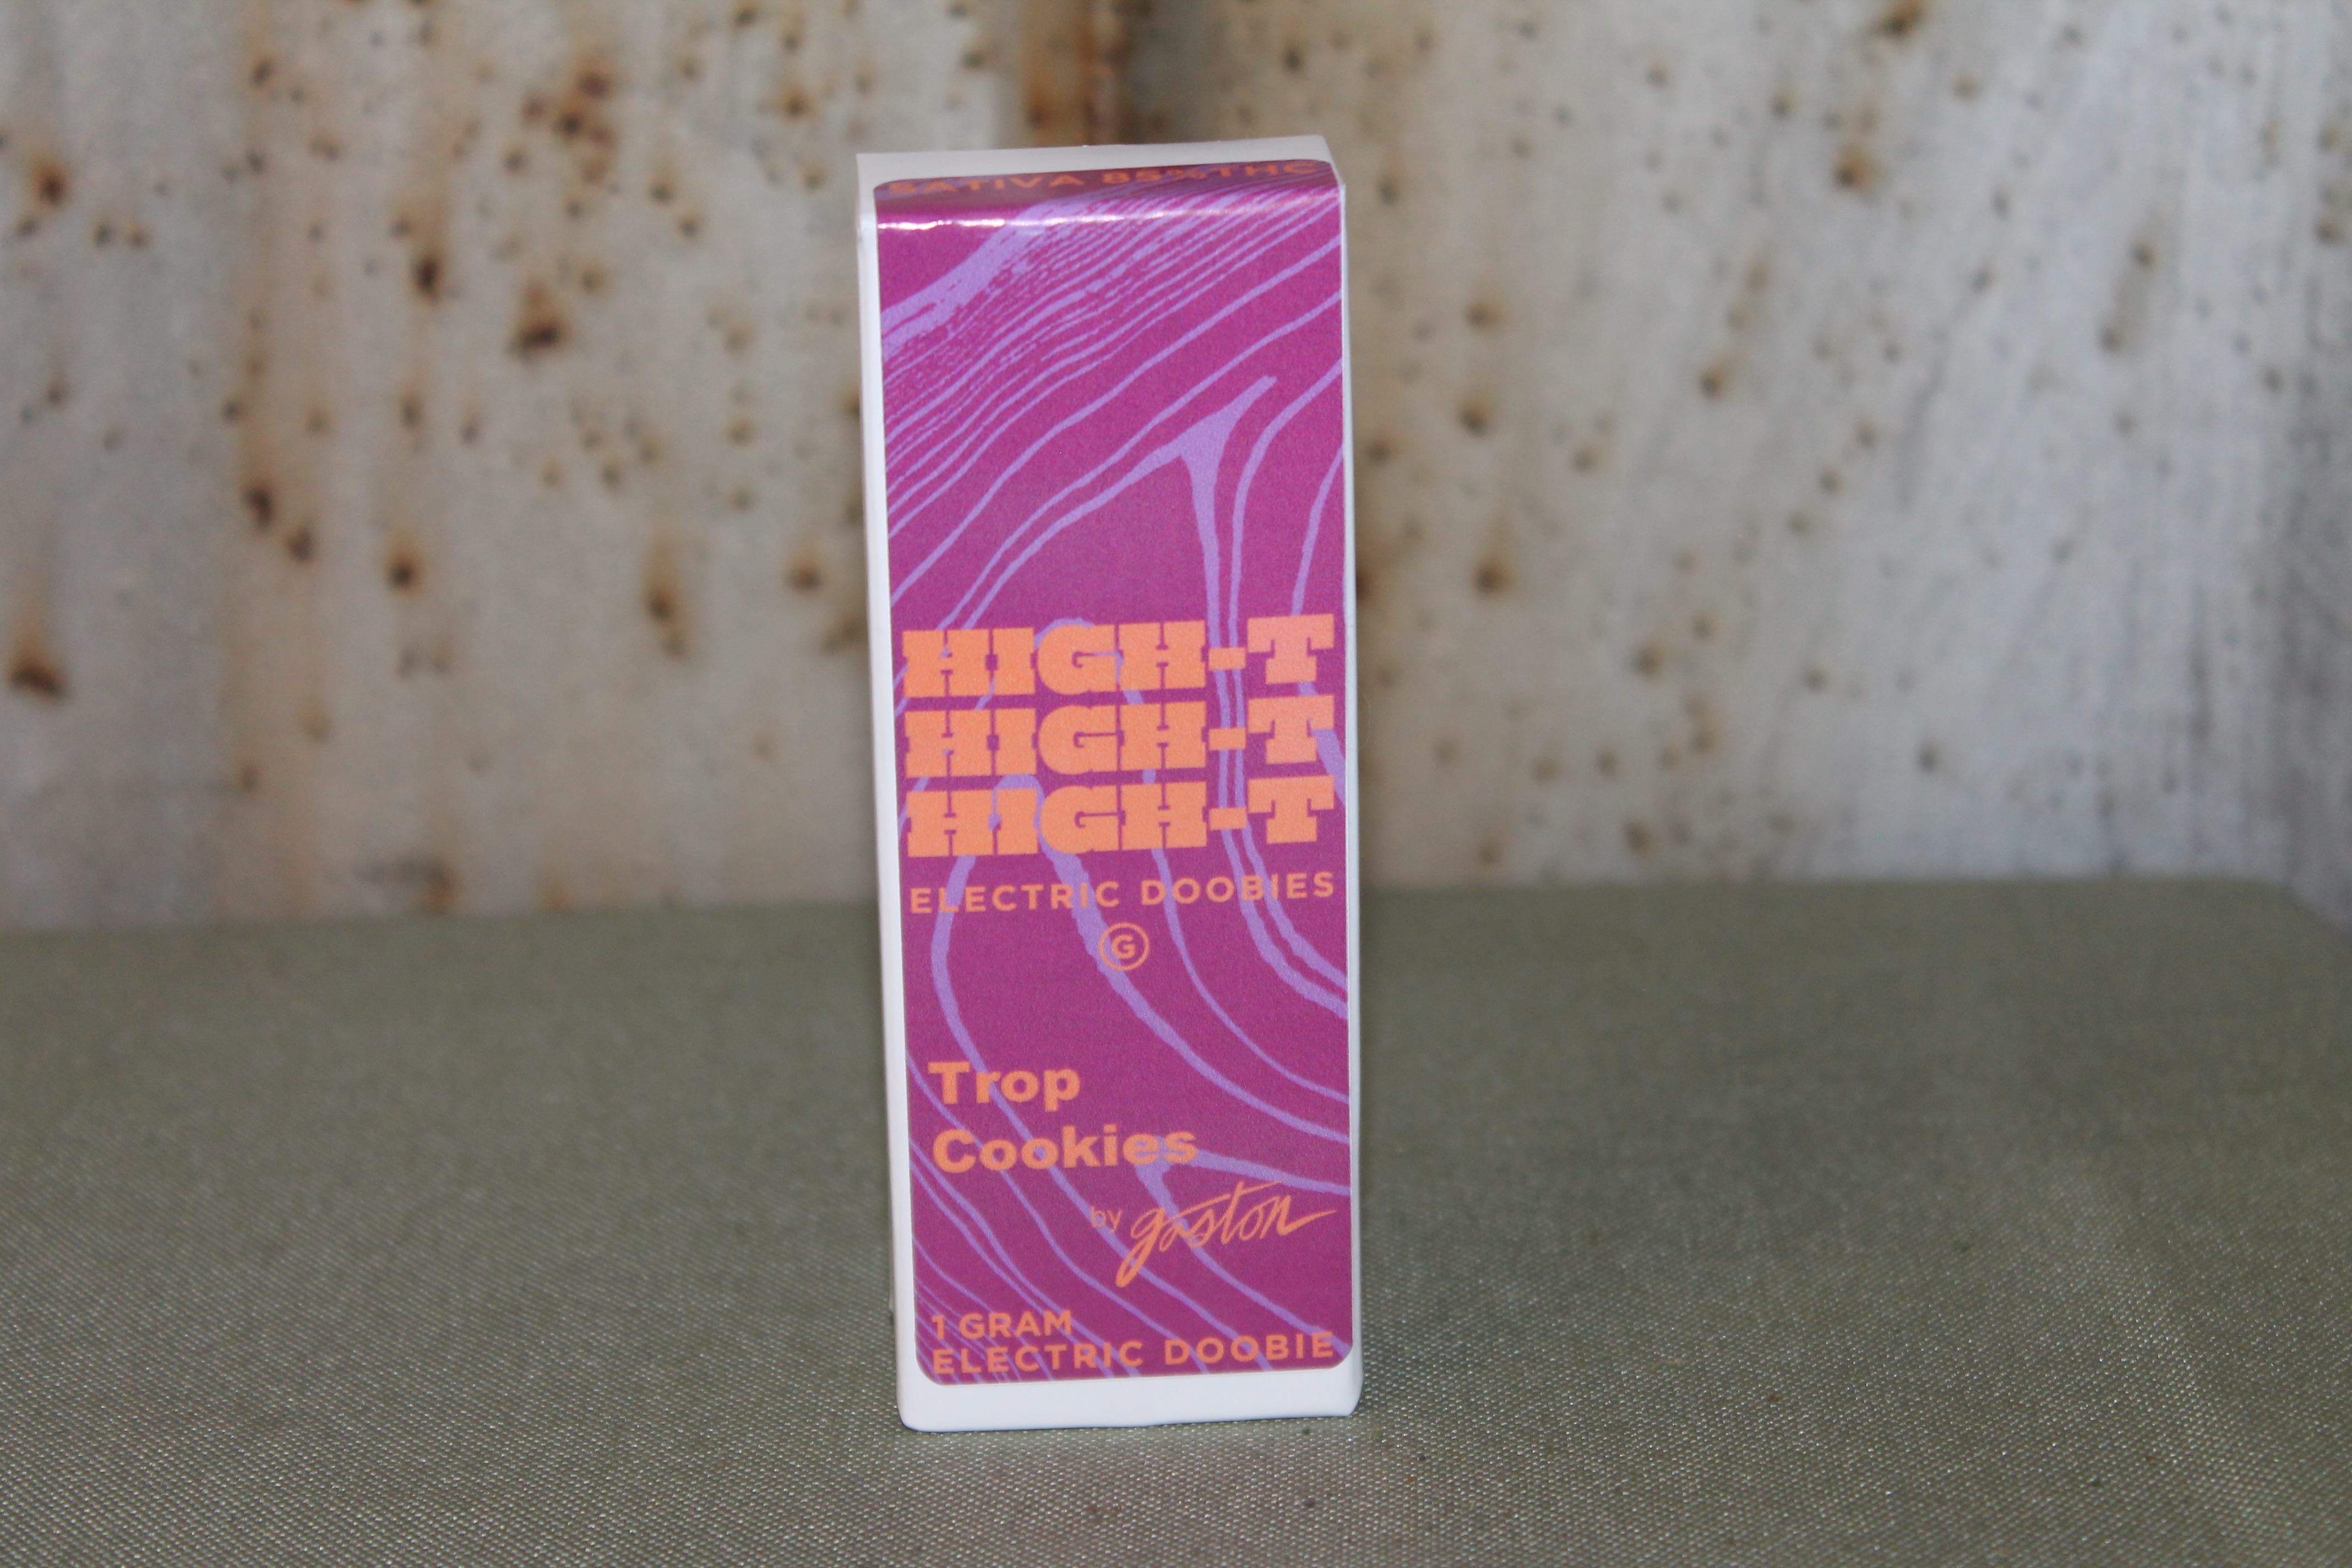 SATIVA 85% THC
HIGH-T
HIGH-T
HIGH-T
ELECTRIC DOOBIES
G
Trop
Cookies
by gaston
1 GRAM
ELECTRIC DOOBIE